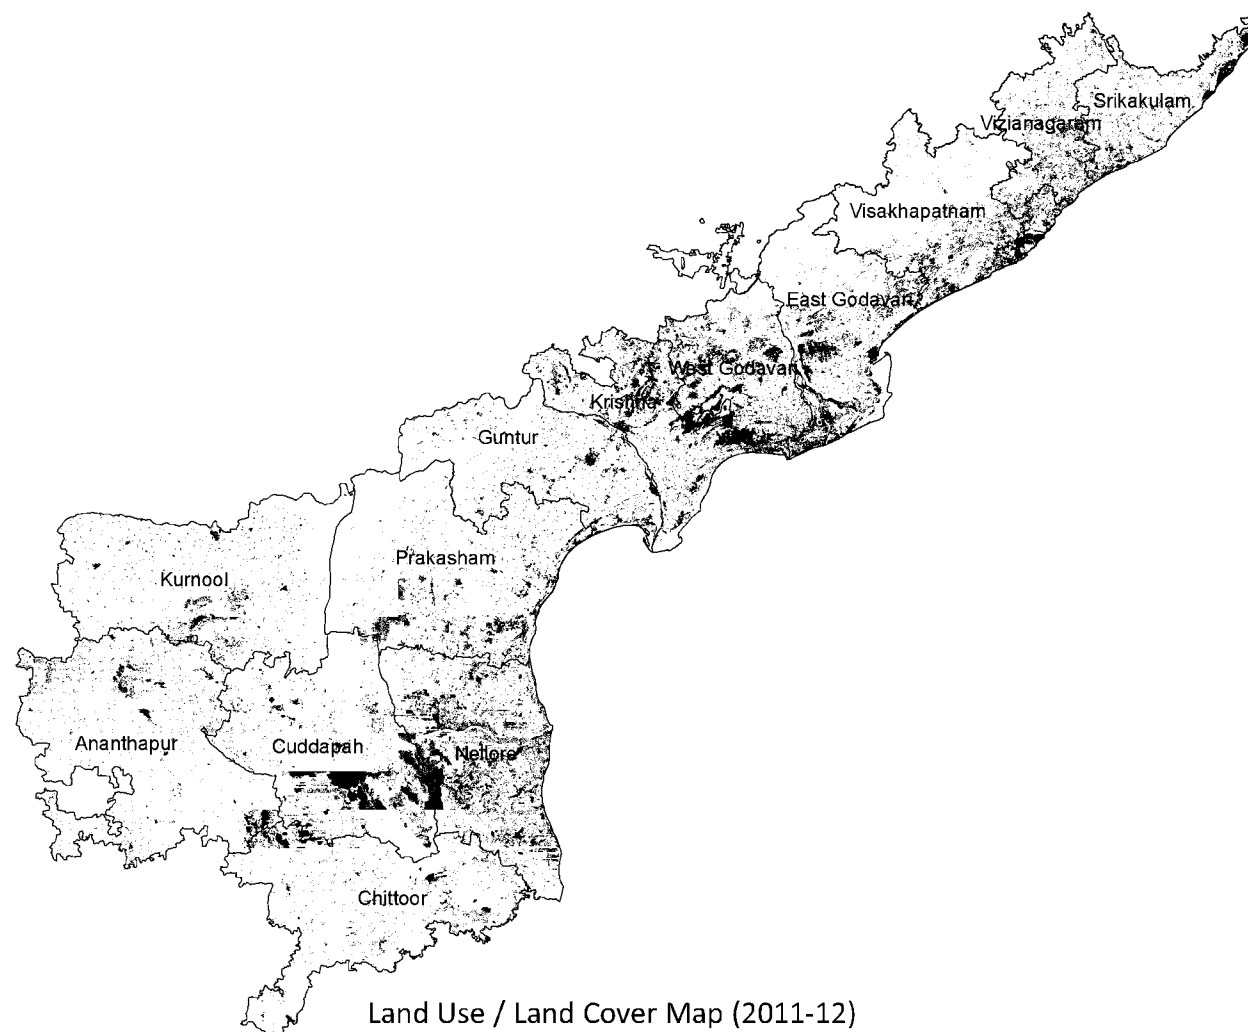 Srikakulam
Vizianagaram
Visakhapatnam
East Godavari
West Godavari
Krishna
Guntur
Prakasham
Kurnool
Ananthapur
Cuddapah
Nellore
Chittoor
Land Use / Land Cover Map (2011-12)